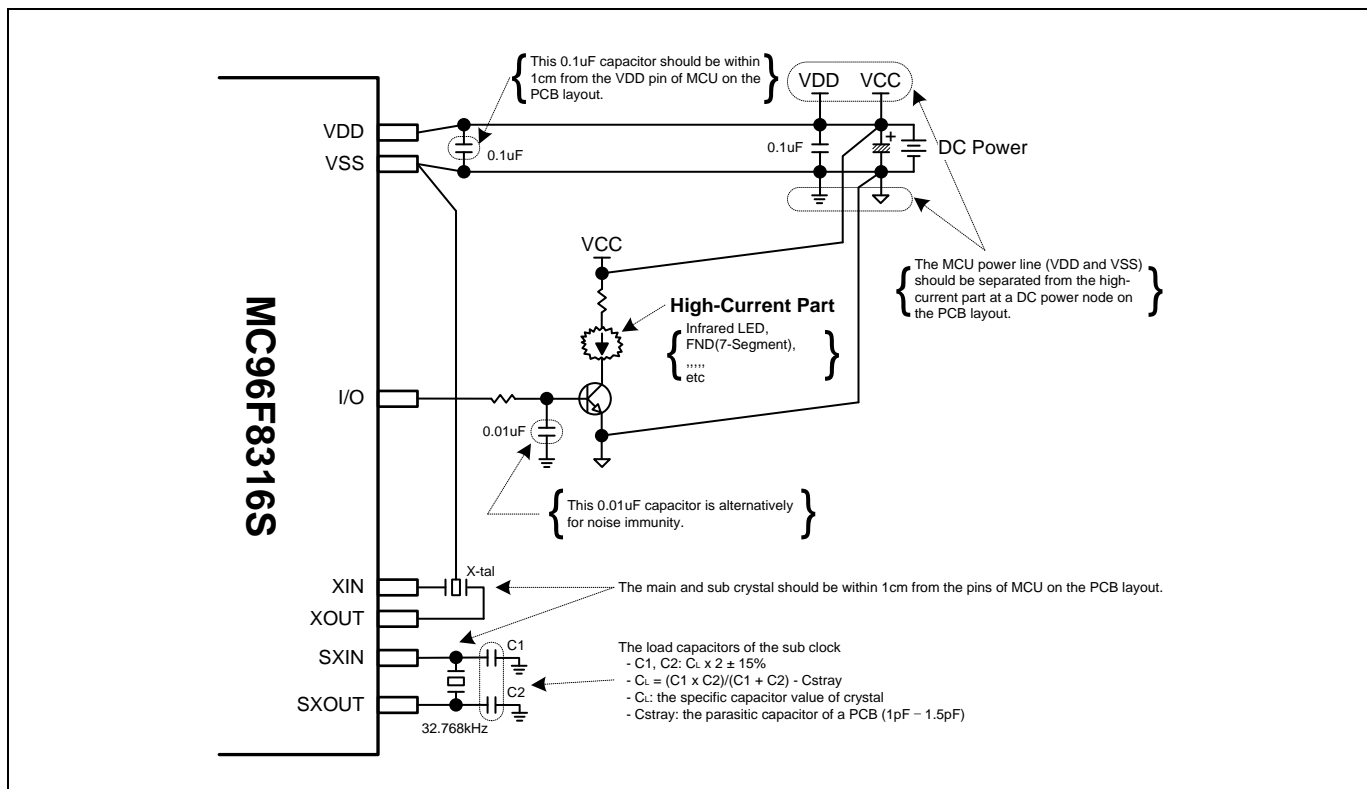 This 0.1uF capacitor should be within
1cm from the VDD pin of MCU on the
PCB layout.
VDD
VCC
VDD
0.1uF
0.1uF
+
DC Power
VSS
VCC
The MCU power line (VDD and VSS)
should be separated from the high-
current part at a DC power node on
the PCB layout.
High-Current Part
Infrared LED,
FND(7-Segment),
,,,,,
etc
MC96F8316S
I/O
0.01uF
This 0.01uF capacitor is alternatively
for noise immunity.
X-tal
XIN
The main and sub crystal should be within 1cm from the pins of MCU on the PCB layout.
XOUT
SXIN
C1
The load capacitors of the sub clock
- C1, C2: CL x 2 ± 15%
- CL = (C1 x C2)/(C1 + C2) - Cstray
- CL: the specific capacitor value of crystal
- Cstray: the parasitic capacitor of a PCB (1pF – 1.5pF)
C2
SXOUT
32.768kHz